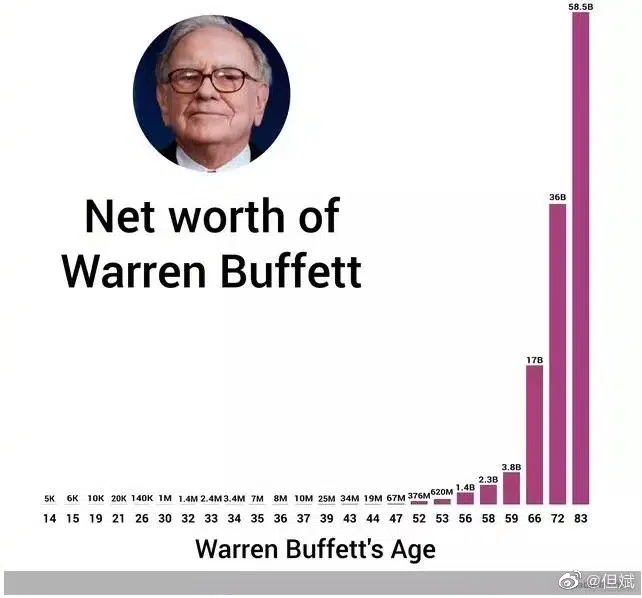 Net worth of
Warren Buffett
5K 6K 10K 20K 140K 1M 1.4M 2.4M 3.4M 7M 8M 10M 25M 34M 19M 67M 376M 620M 1.4B 2.3B 3.8B 17B 36B 58.5B
14 15 19 21 26 30 32 33 34 35 36 37 39 43 44 47 52 53 56 58 59 66 72 83
Warren Buffett's Age
@但斌